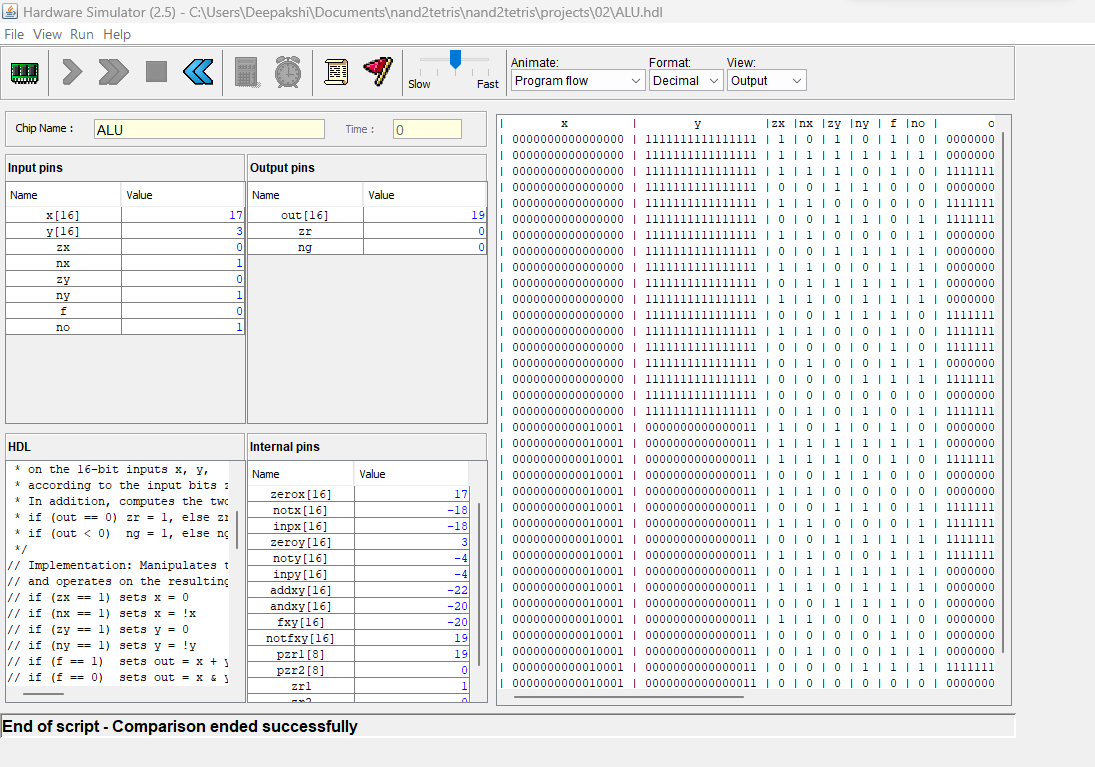 Hardware Simulator (2.5) - C:\Users\Deepakshi\Documents\nand2tetris\nand2tetris\projects\02\ALU.hdl
File View Run Help
Slow Fast
Animate: Format: View:
Program flow Decimal Output
Chip Name : ALU Time : 0
Input pins
Name Value
x[16] 17
y[16] 3
zx 0
nx 1
zy 0
ny 1
f 0
no 1
Output pins
Name Value
out[16] 19
zr 0
ng 0
HDL
* on the 16-bit inputs x, y,
* according to the input bits z
* In addition, computes the two
* if (out == 0) zr = 1, else zr
* if (out < 0) ng = 1, else ng
*/
// Implementation: Manipulates t
// and operates on the resulting
// if (zx == 1) sets x = 0
// if (nx == 1) sets x = !x
// if (zy == 1) sets y = 0
// if (ny == 1) sets y = !y
// if (f == 1) sets out = x + y
// if (f == 0) sets out = x & y
Internal pins
Name Value
zerox[16] 17
notx[16] -18
inpx[16] -18
zeroy[16] 3
noty[16] -4
inpy[16] -4
addxy[16] -22
andxy[16] -20
fxy[16] -20
notfxy[16] 19
pzr1[8] 19
pzr2[8] 0
zr1 1
zr2 0
| x | y |zx |nx |zy |ny | f |no | o
| 0000000000000000 | 1111111111111111 | 1 | 0 | 1 | 0 | 1 | 0 | 0000000
| 0000000000000000 | 1111111111111111 | 1 | 1 | 1 | 1 | 1 | 1 | 0000000
| 0000000000000000 | 1111111111111111 | 1 | 1 | 1 | 0 | 1 | 0 | 1111111
| 0000000000000000 | 1111111111111111 | 0 | 0 | 1 | 1 | 0 | 0 | 0000000
| 0000000000000000 | 1111111111111111 | 1 | 1 | 0 | 0 | 0 | 0 | 1111111
| 0000000000000000 | 1111111111111111 | 0 | 0 | 1 | 1 | 0 | 1 | 1111111
| 0000000000000000 | 1111111111111111 | 1 | 1 | 0 | 0 | 0 | 1 | 0000000
| 0000000000000000 | 1111111111111111 | 0 | 0 | 1 | 1 | 1 | 1 | 0000000
| 0000000000000000 | 1111111111111111 | 1 | 1 | 0 | 0 | 1 | 1 | 0000000
| 0000000000000000 | 1111111111111111 | 0 | 1 | 1 | 1 | 1 | 1 | 0000000
| 0000000000000000 | 1111111111111111 | 1 | 1 | 0 | 1 | 1 | 1 | 0000000
| 0000000000000000 | 1111111111111111 | 0 | 0 | 1 | 1 | 1 | 0 | 1111111
| 0000000000000000 | 1111111111111111 | 1 | 1 | 0 | 0 | 1 | 0 | 1111111
| 0000000000000000 | 1111111111111111 | 0 | 0 | 0 | 0 | 1 | 0 | 1111111
| 0000000000000000 | 1111111111111111 | 0 | 1 | 0 | 0 | 1 | 1 | 0000000
| 0000000000000000 | 1111111111111111 | 0 | 0 | 0 | 1 | 1 | 1 | 1111111
| 0000000000000000 | 1111111111111111 | 0 | 0 | 0 | 0 | 0 | 0 | 0000000
| 0000000000000000 | 1111111111111111 | 0 | 1 | 0 | 1 | 0 | 1 | 1111111
| 0000000000010001 | 0000000000000011 | 1 | 0 | 1 | 0 | 1 | 0 | 0000000
| 0000000000010001 | 0000000000000011 | 1 | 1 | 1 | 1 | 1 | 1 | 0000000
| 0000000000010001 | 0000000000000011 | 1 | 1 | 1 | 0 | 1 | 0 | 1111111
| 0000000000010001 | 0000000000000011 | 0 | 0 | 1 | 1 | 0 | 0 | 0000000
| 0000000000010001 | 0000000000000011 | 1 | 1 | 0 | 0 | 0 | 0 | 0000000
| 0000000000010001 | 0000000000000011 | 0 | 0 | 1 | 1 | 0 | 1 | 1111111
| 0000000000010001 | 0000000000000011 | 1 | 1 | 0 | 0 | 0 | 1 | 1111111
| 0000000000010001 | 0000000000000011 | 0 | 0 | 1 | 1 | 1 | 1 | 1111111
| 0000000000010001 | 0000000000000011 | 1 | 1 | 0 | 0 | 1 | 1 | 1111111
| 0000000000010001 | 0000000000000011 | 0 | 1 | 1 | 1 | 1 | 1 | 0000000
| 0000000000010001 | 0000000000000011 | 1 | 1 | 0 | 1 | 1 | 1 | 0000000
| 0000000000010001 | 0000000000000011 | 0 | 0 | 1 | 1 | 1 | 0 | 0000000
| 0000000000010001 | 0000000000000011 | 1 | 1 | 0 | 0 | 1 | 0 | 0000000
| 0000000000010001 | 0000000000000011 | 0 | 0 | 0 | 0 | 1 | 0 | 0000000
| 0000000000010001 | 0000000000000011 | 0 | 1 | 0 | 0 | 1 | 1 | 0000000
| 0000000000010001 | 0000000000000011 | 0 | 0 | 0 | 1 | 1 | 1 | 1111111
| 0000000000010001 | 0000000000000011 | 0 | 0 | 0 | 0 | 0 | 0 | 0000000
End of script - Comparison ended successfully